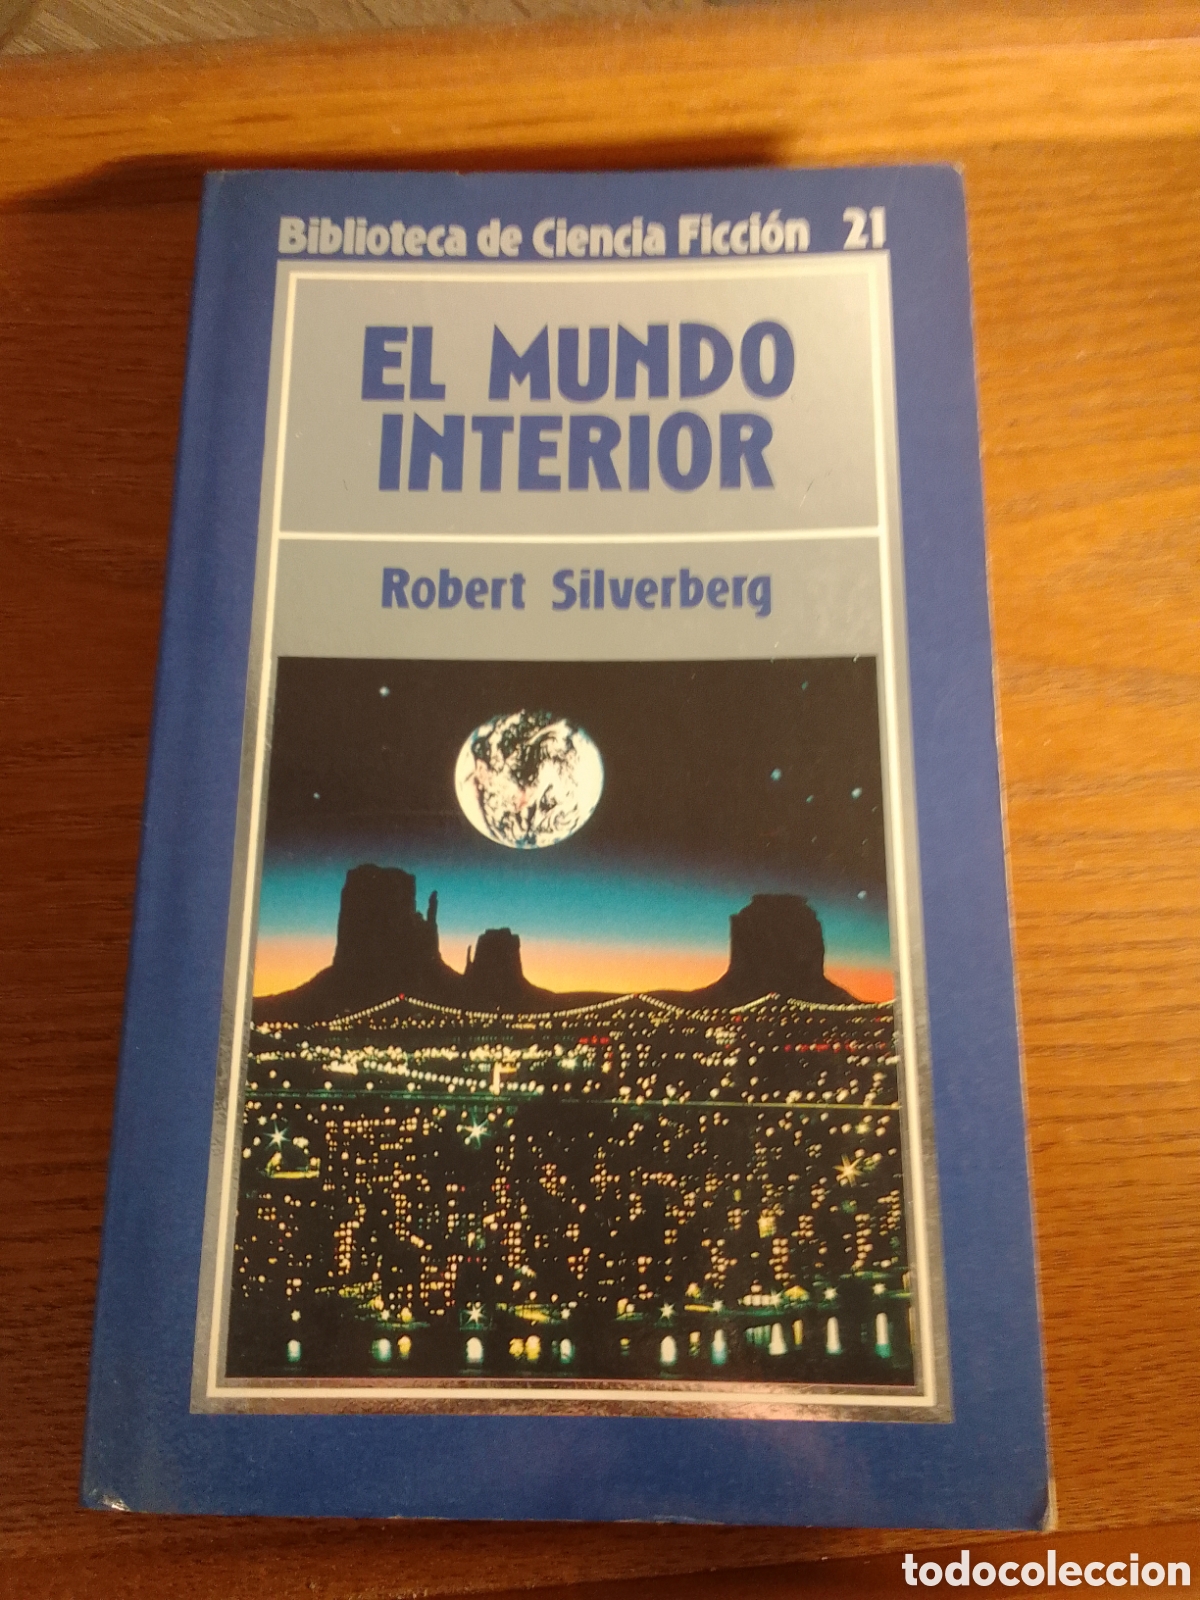 Biblioteca de Ciencia Ficción 21
EL MUNDO
INTERIOR
Robert Silverberg
todocoleccion